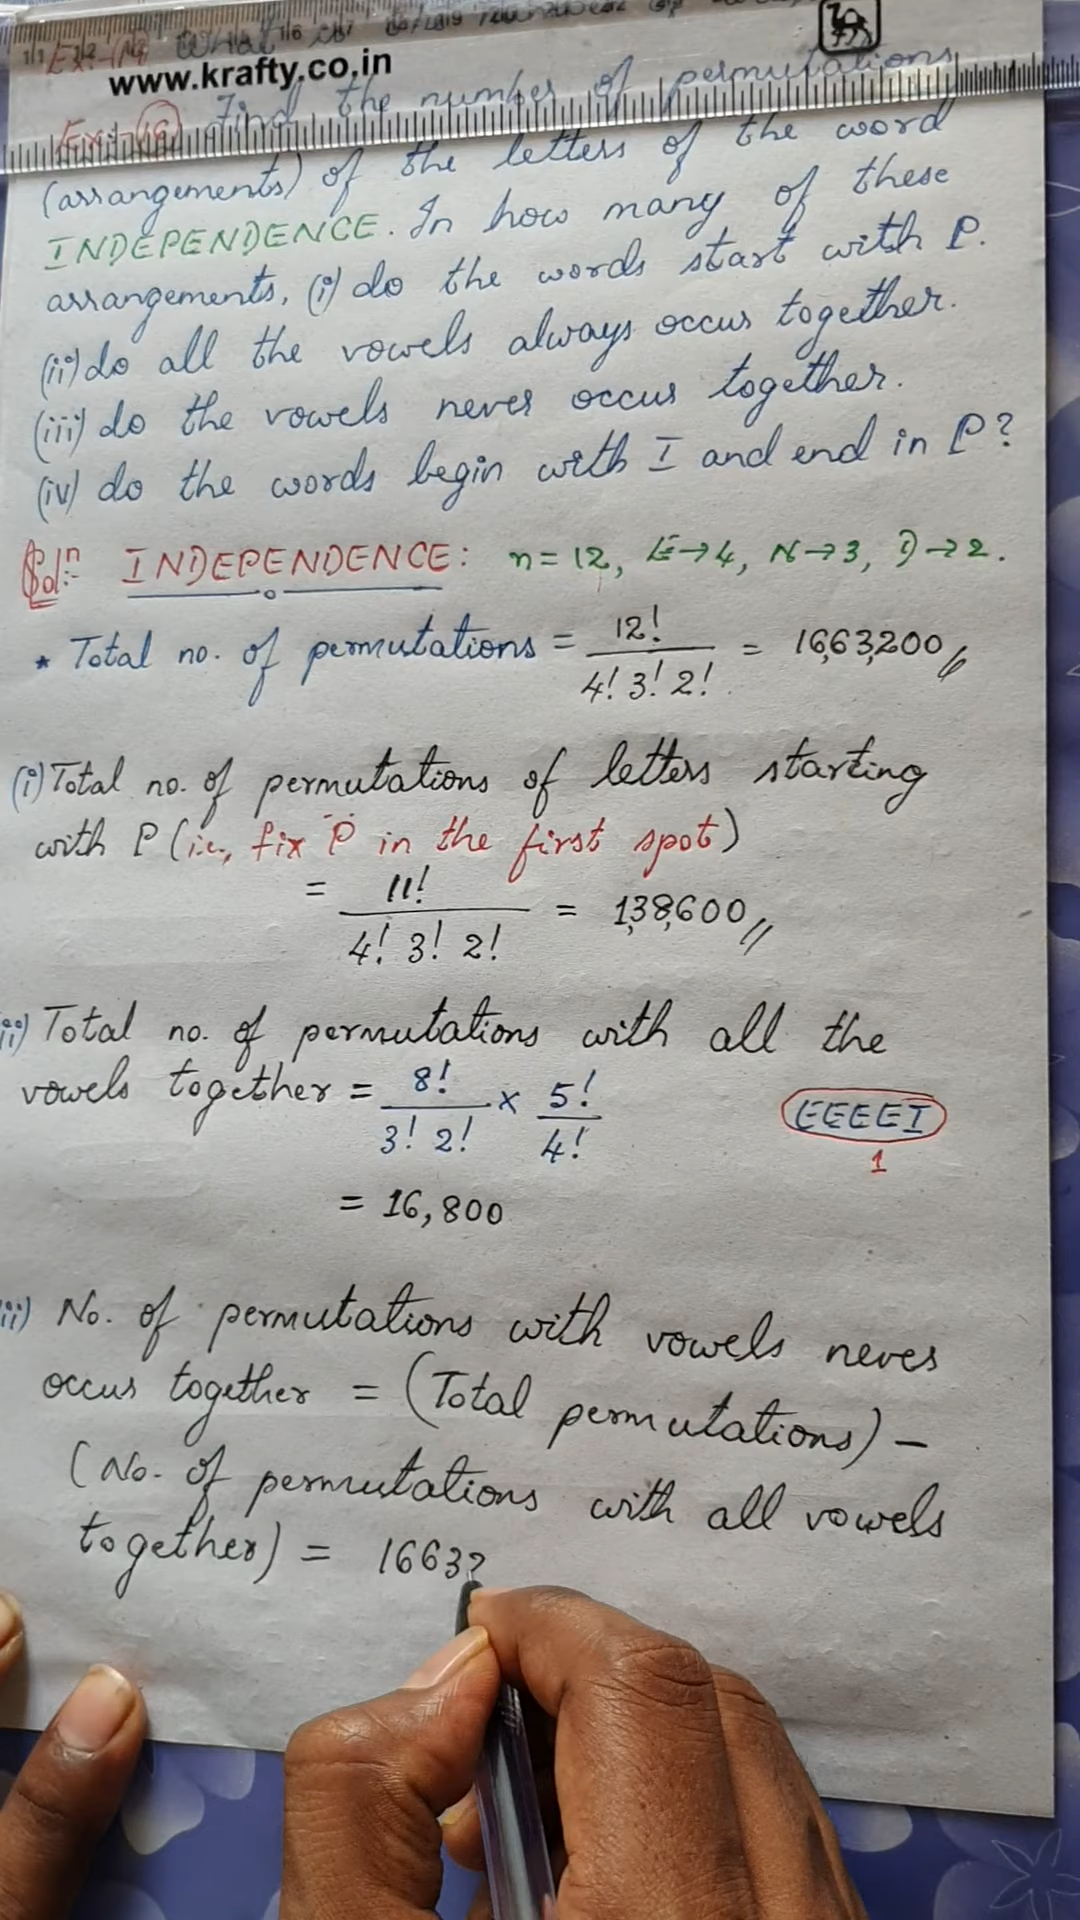 www.krafty.co.in
Find the number of permutations
(arrangements) of the letters of the word
INDEPENDENCE. In how many of these
arrangements, (i) do the words start with P.
(ii) do all the vowels always occur together.
(iii) do the vowels never occur together.
(iv) do the words begin with I and end in P?
Solⁿ:- INDEPENDENCE: n=12, E→4, N→3, D→2.
* Total no. of permutations = 12! / 4! 3! 2! = 16,63,200
(i) Total no. of permutations of letters starting
with P (i.e., fix P in the first spot)
= 11! / 4! 3! 2! = 1,38,600
ii) Total no. of permutations with all the
vowels together = 8! / 3! 2! × 5! / 4!
EEEEI
1
= 16,800
ii) No. of permutations with vowels never
occur together = (Total permutations) -
(No. of permutations with all vowels
together) = 16632